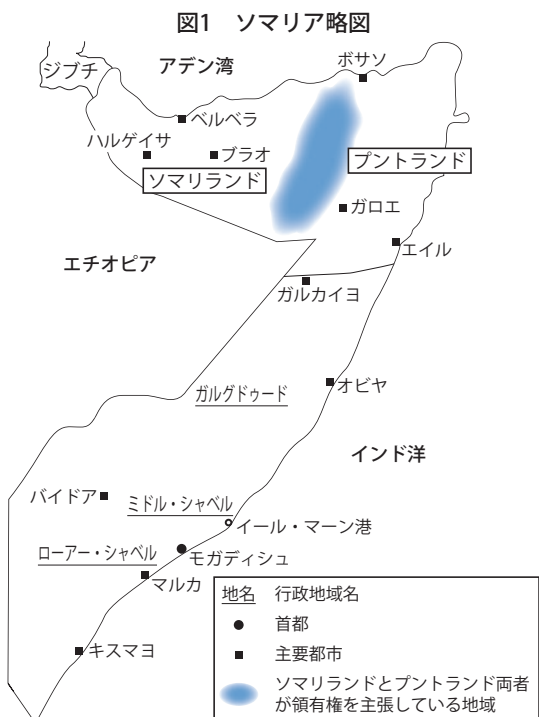 図1 ソマリア略図
ジブチ
アデン湾
ボサソ
ベルベラ
ハルゲイサ
ブラオ
ソマリランド
プントランド
ガロエ
エイル
エチオピア
ガルカイヨ
ガルグドゥード
オビヤ
インド洋
バイドア
ミドル・シャベル
イール・マーン港
ローアー・シャベル
モガディシュ
マルカ
キスマヨ
地名 行政地域名
首都
主要都市
ソマリランドとプントランド両者
が領有権を主張している地域